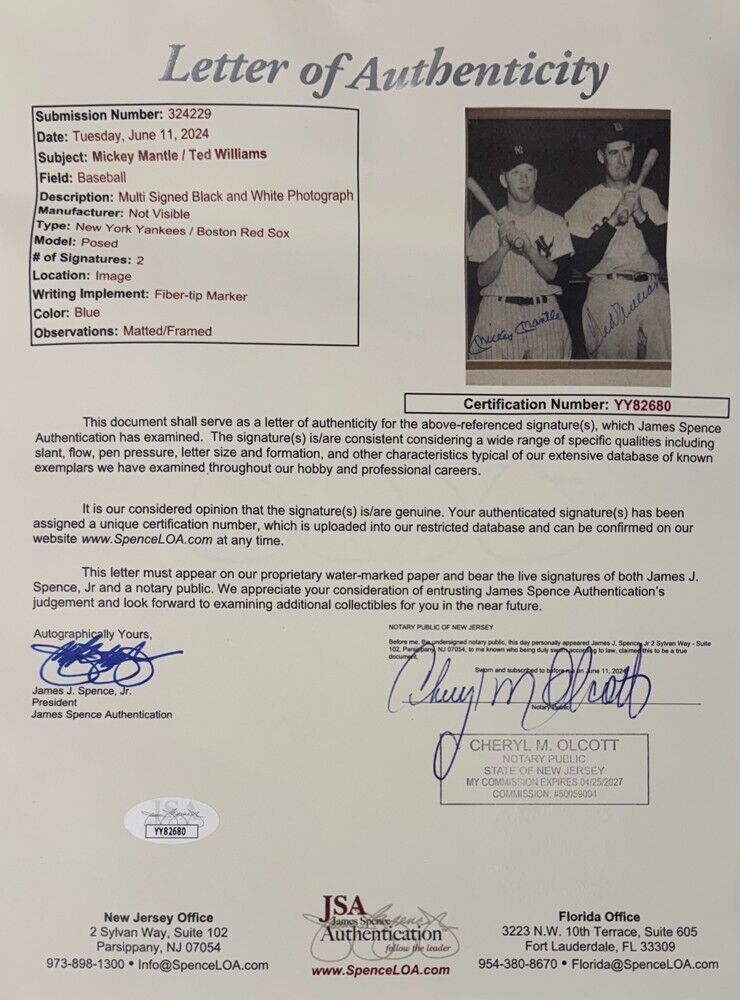 Letter of Authenticity
Submission Number: 324229
Date: Tuesday, June 11, 2024
Subject: Mickey Mantle / Ted Williams
Field: Baseball
Description: Multi Signed Black and White Photograph
Manufacturer: Not Visible
Type: New York Yankees / Boston Red Sox
Model: Posed
# of Signatures: 2
Location: Image
Writing Implement: Fiber-tip Marker
Color: Blue
Observations: Matted/Framed
Mickey Mantle
Ted Williams
Certification Number: YY82680
This document shall serve as a letter of authenticity for the above-referenced signature(s), which James Spence
Authentication has examined. The signature(s) is/are consistent considering a wide range of specific qualities including
slant, flow, pen pressure, letter size and formation, and other characteristics typical of our extensive database of known
exemplars we have examined throughout our hobby and professional careers.
It is our considered opinion that the signature(s) is/are genuine. Your authenticated signature(s) has been
assigned a unique certification number, which is uploaded into our restricted database and can be confirmed on our
website www.SpenceLOA.com at any time.
This letter must appear on our proprietary water-marked paper and bear the live signatures of both James J.
Spence, Jr and a notary public. We appreciate your consideration of entrusting James Spence Authentication's
judgement and look forward to examining additional collectibles for you in the near future.
Autographically Yours,
James J. Spence, Jr.
President
James Spence Authentication
NOTARY PUBLIC OF NEW JERSEY
Before me, the undersigned notary public, this day personally appeared James J, Spence, Jr 2 Sylvan Way - Suite
102, Parsippany, NJ 07054, to me known who being duly sworn according to law, claims this to be a true
document.
Sworn and subscribed to before me on June 11, 2024
Cheryl M Olcott
Notary Public
CHERYL M. OLCOTT
NOTARY PUBLIC
STATE OF NEW JERSEY
MY COMMISSION EXPIRES 04/25/2027
COMMISSION, #50059094
JSA
YY82680
New Jersey Office
2 Sylvan Way, Suite 102
Parsippany, NJ 07054
973-898-1300 • Info@SpenceLOA.com
JSA
James Spence
Authentication
follow the leader
www.SpenceLOA.com
Florida Office
3223 N.W. 10th Terrace, Suite 605
Fort Lauderdale, FL 33309
954-380-8670 • Florida@SpenceLOA.com